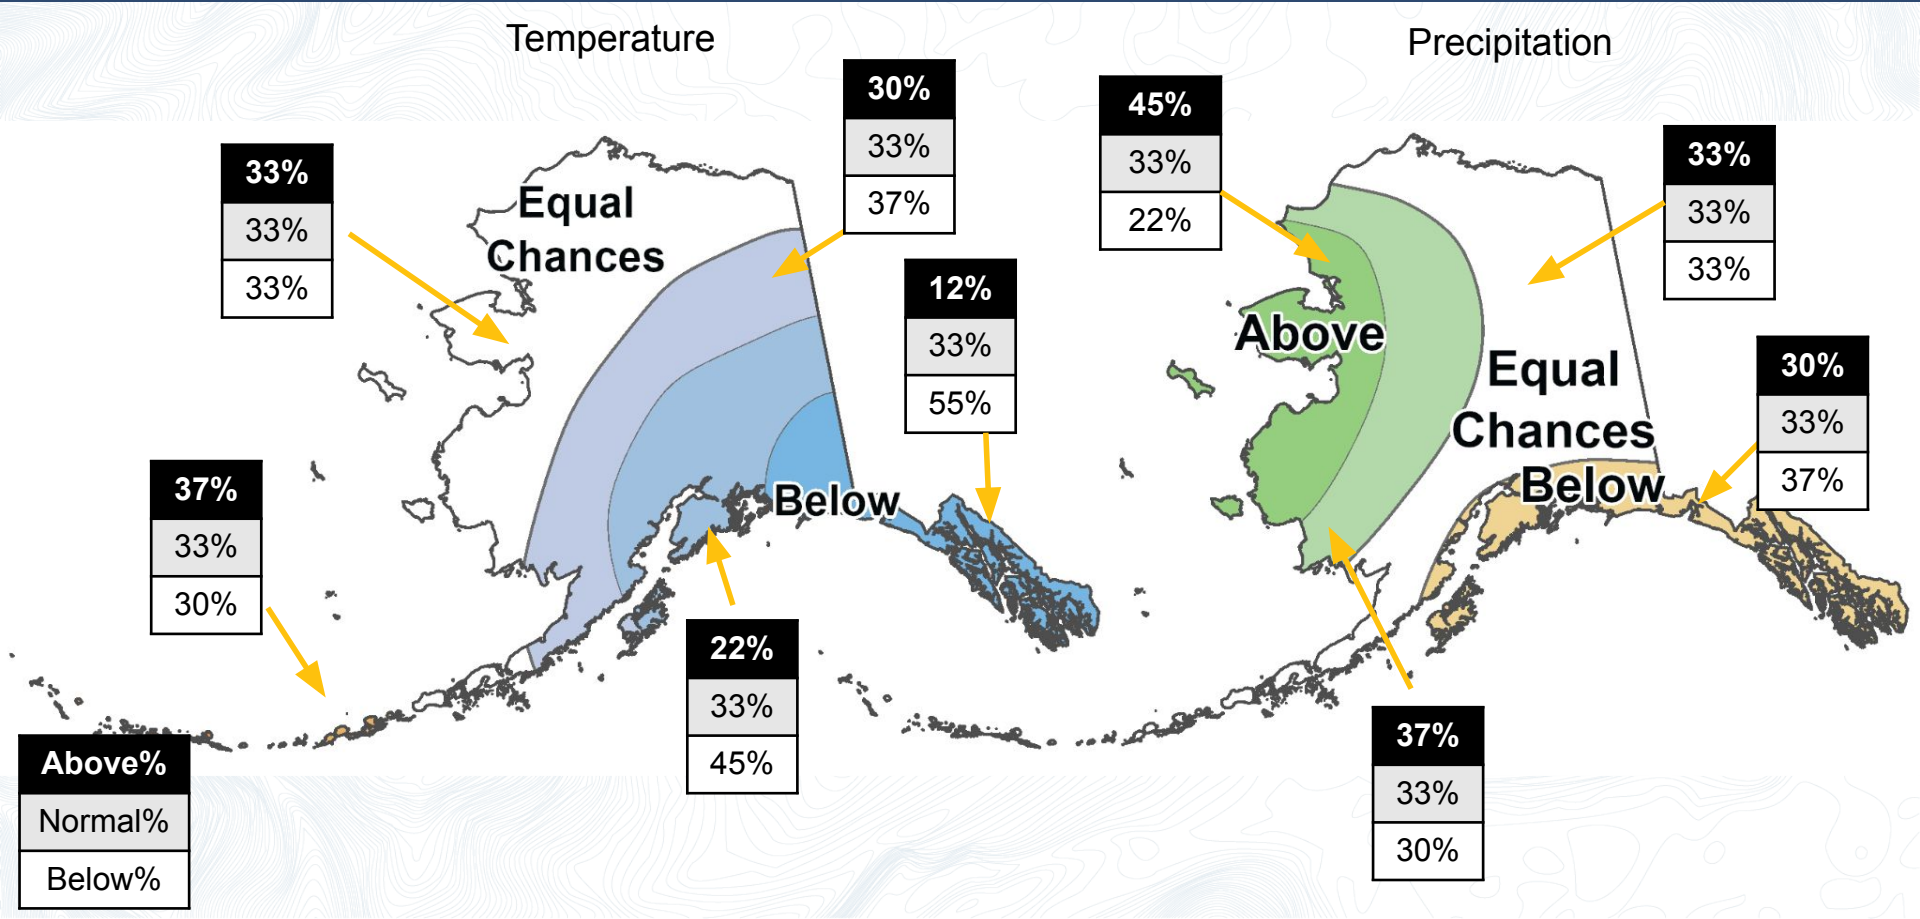 Temperature
Precipitation
33%
33%
33%
30%
33%
37%
12%
33%
55%
37%
33%
30%
22%
33%
45%
Equal
Chances
Below
Above%
Normal%
Below%
45%
33%
22%
33%
33%
33%
30%
33%
37%
37%
33%
30%
Above
Equal
Chances
Below